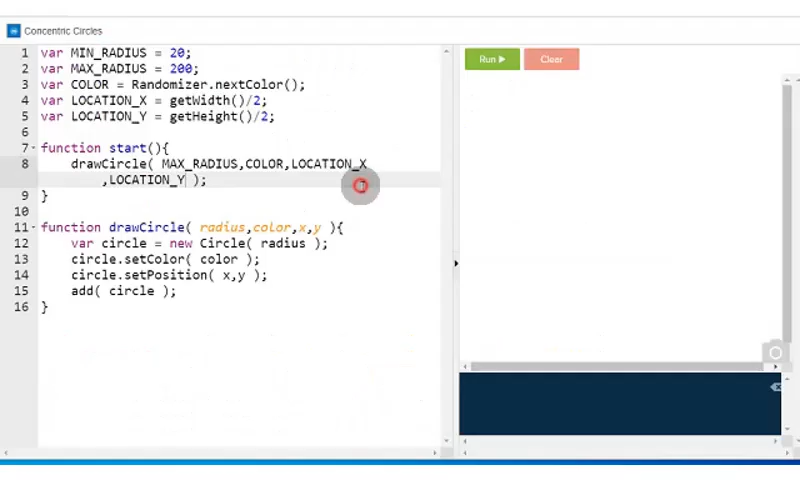 Concentric Circles
1 var MIN_RADIUS = 20;
2 var MAX_RADIUS = 200;
3 var COLOR = Randomizer.nextColor();
4 var LOCATION_X = getWidth()/2;
5 var LOCATION_Y = getHeight()/2;
6
7 function start(){
8 drawCircle( MAX_RADIUS,COLOR,LOCATION_X
,LOCATION_Y );
9 }
10
11 function drawCircle( radius,color,x,y ){
12 var circle = new Circle( radius );
13 circle.setColor( color );
14 circle.setPosition( x,y );
15 add( circle );
16 }
Run
Clear